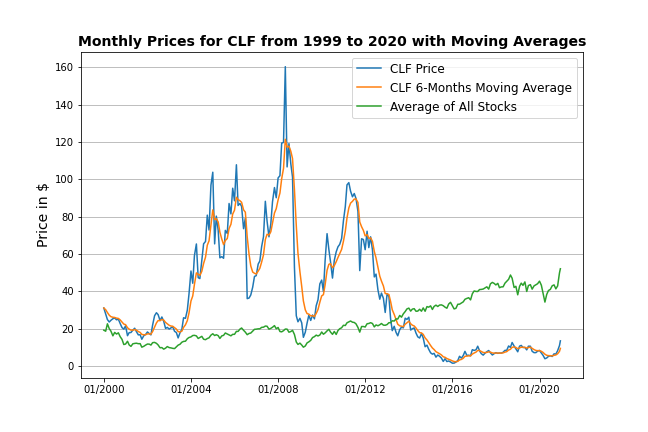 Monthly Prices for CLF from 1999 to 2020 with Moving Averages
CLF Price
CLF 6-Months Moving Average
Average of All Stocks
Price in $
160
140
120
100
80
60
40
20
0
01/2000 01/2004 01/2008 01/2012 01/2016 01/2020